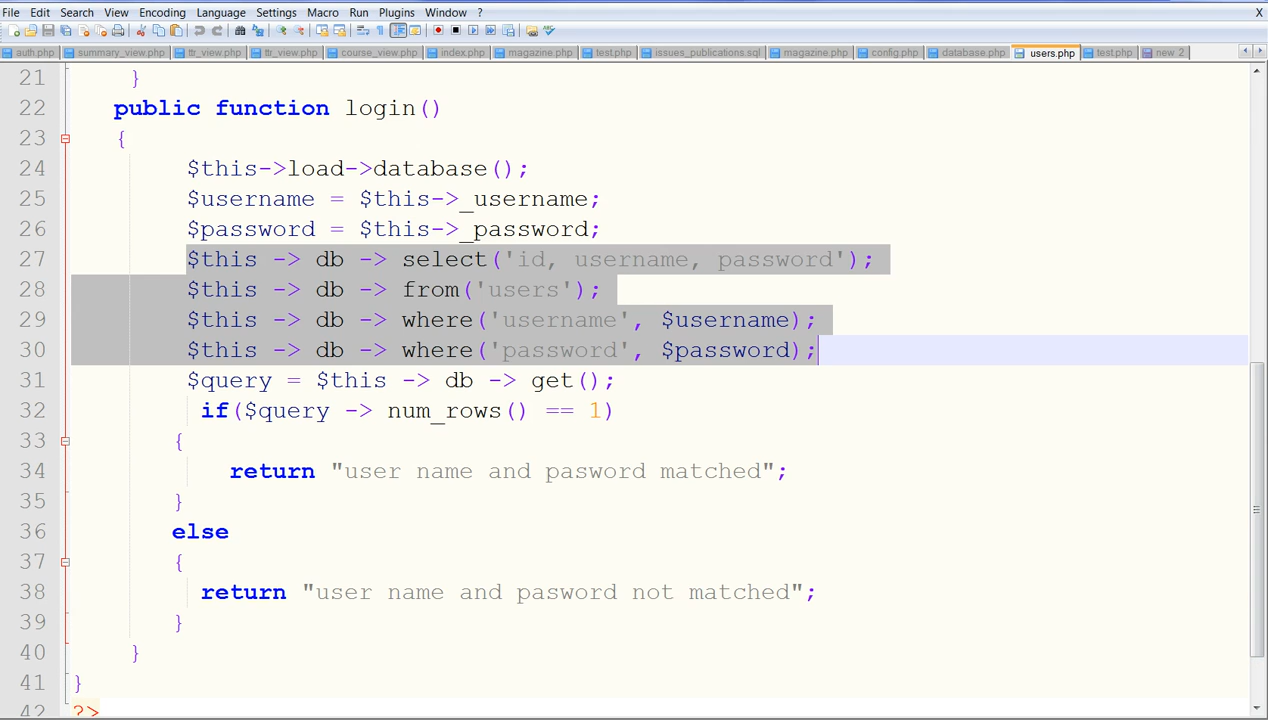 File Edit Search View Encoding Language Settings Macro Run Plugins Window ? X
auth.php summary_view.php ttr_view.php ttr_view.php course_view.php index.php magazine.php test.php issues_publications.sql magazine.php config.php database.php users.php test.php new 2
21 }
22 public function login()
23 {
24 $this->load->database();
25 $username = $this->_username;
26 $password = $this->_password;
27 $this -> db -> select('id, username, password');
28 $this -> db -> from('users');
29 $this -> db -> where('username', $username);
30 $this -> db -> where('password', $password);
31 $query = $this -> db -> get();
32 if($query -> num_rows() == 1)
33 {
34 return "user name and pasword matched";
35 }
36 else
37 {
38 return "user name and pasword not matched";
39 }
40 }
41 }
42 ?>